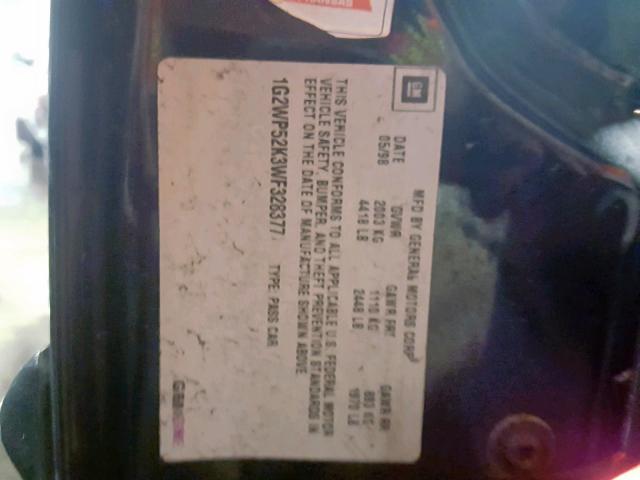 GM
MFD BY GENERAL MOTORS CORP
DATE GVWR GAWR FRT GAWR RR
05/98 2003 KG 1110 KG 893 KG
4418 LB 2448 LB 1970 LB
THIS VEHICLE CONFORMS TO ALL APPLICABLE U.S. FEDERAL MOTOR
VEHICLE SAFETY, BUMPER, AND THEFT PREVENTION STANDARDS IN
EFFECT ON THE DATE OF MANUFACTURE SHOWN ABOVE.
1G2WP52K3WF328377 TYPE: PASS CAR